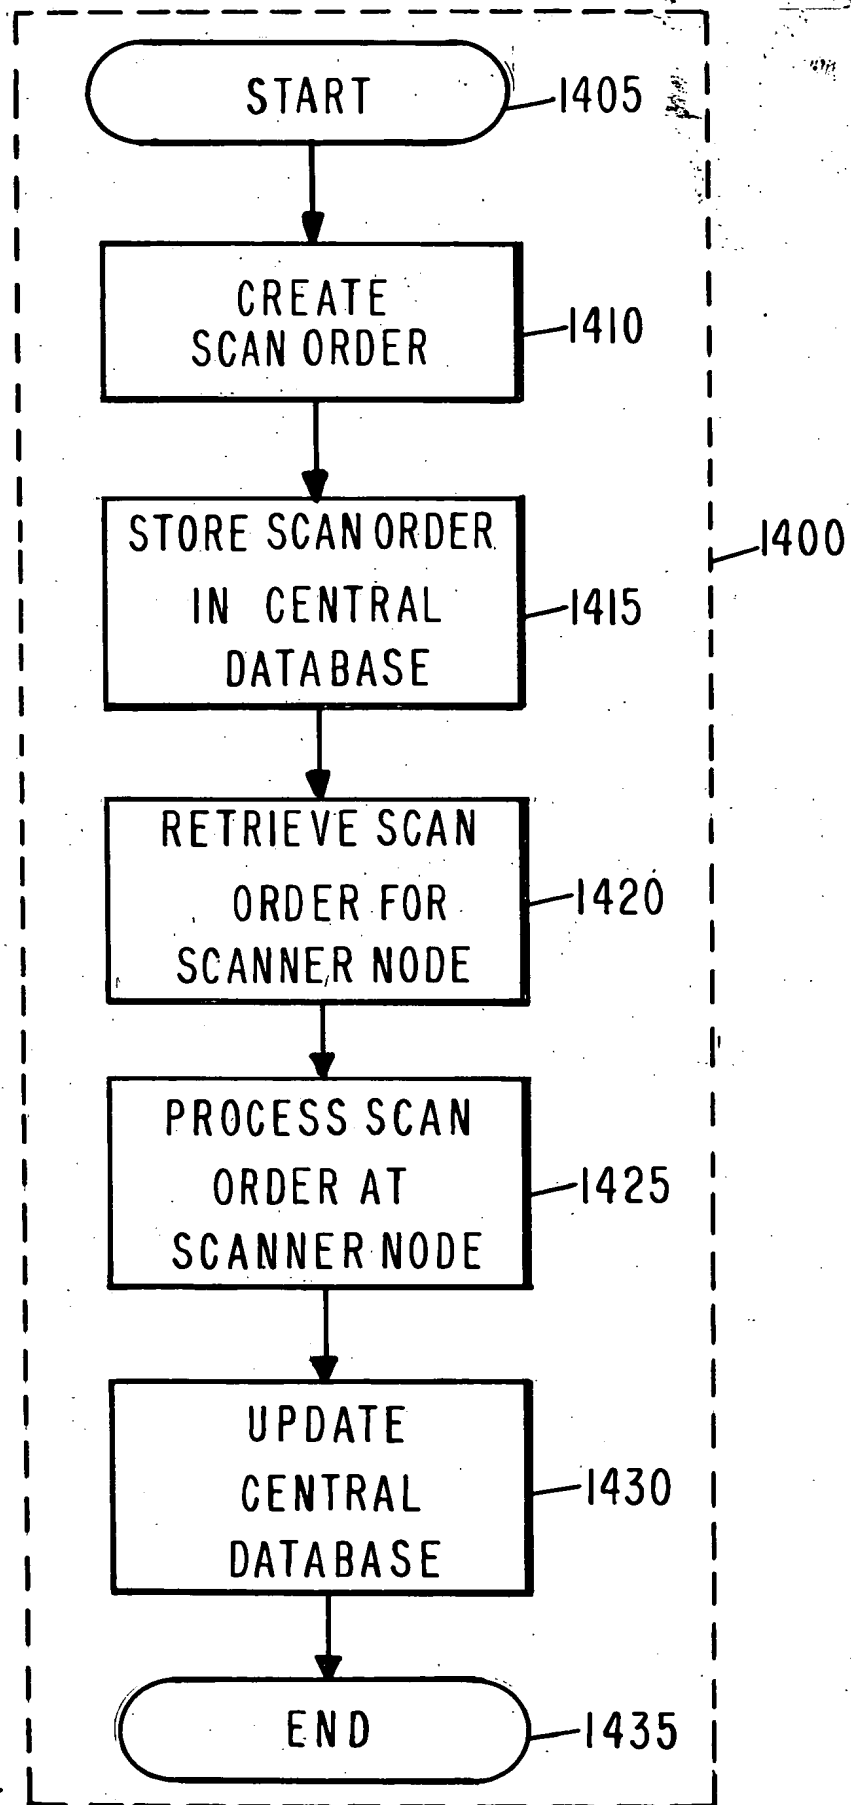 START
1405
CREATE
SCAN ORDER
1410
STORE SCAN ORDER
IN CENTRAL
DATABASE
1415
1400
RETRIEVE SCAN
ORDER FOR
SCANNER NODE
1420
PROCESS SCAN
ORDER AT
SCANNER NODE
1425
UPDATE
CENTRAL
DATABASE
1430
END
1435